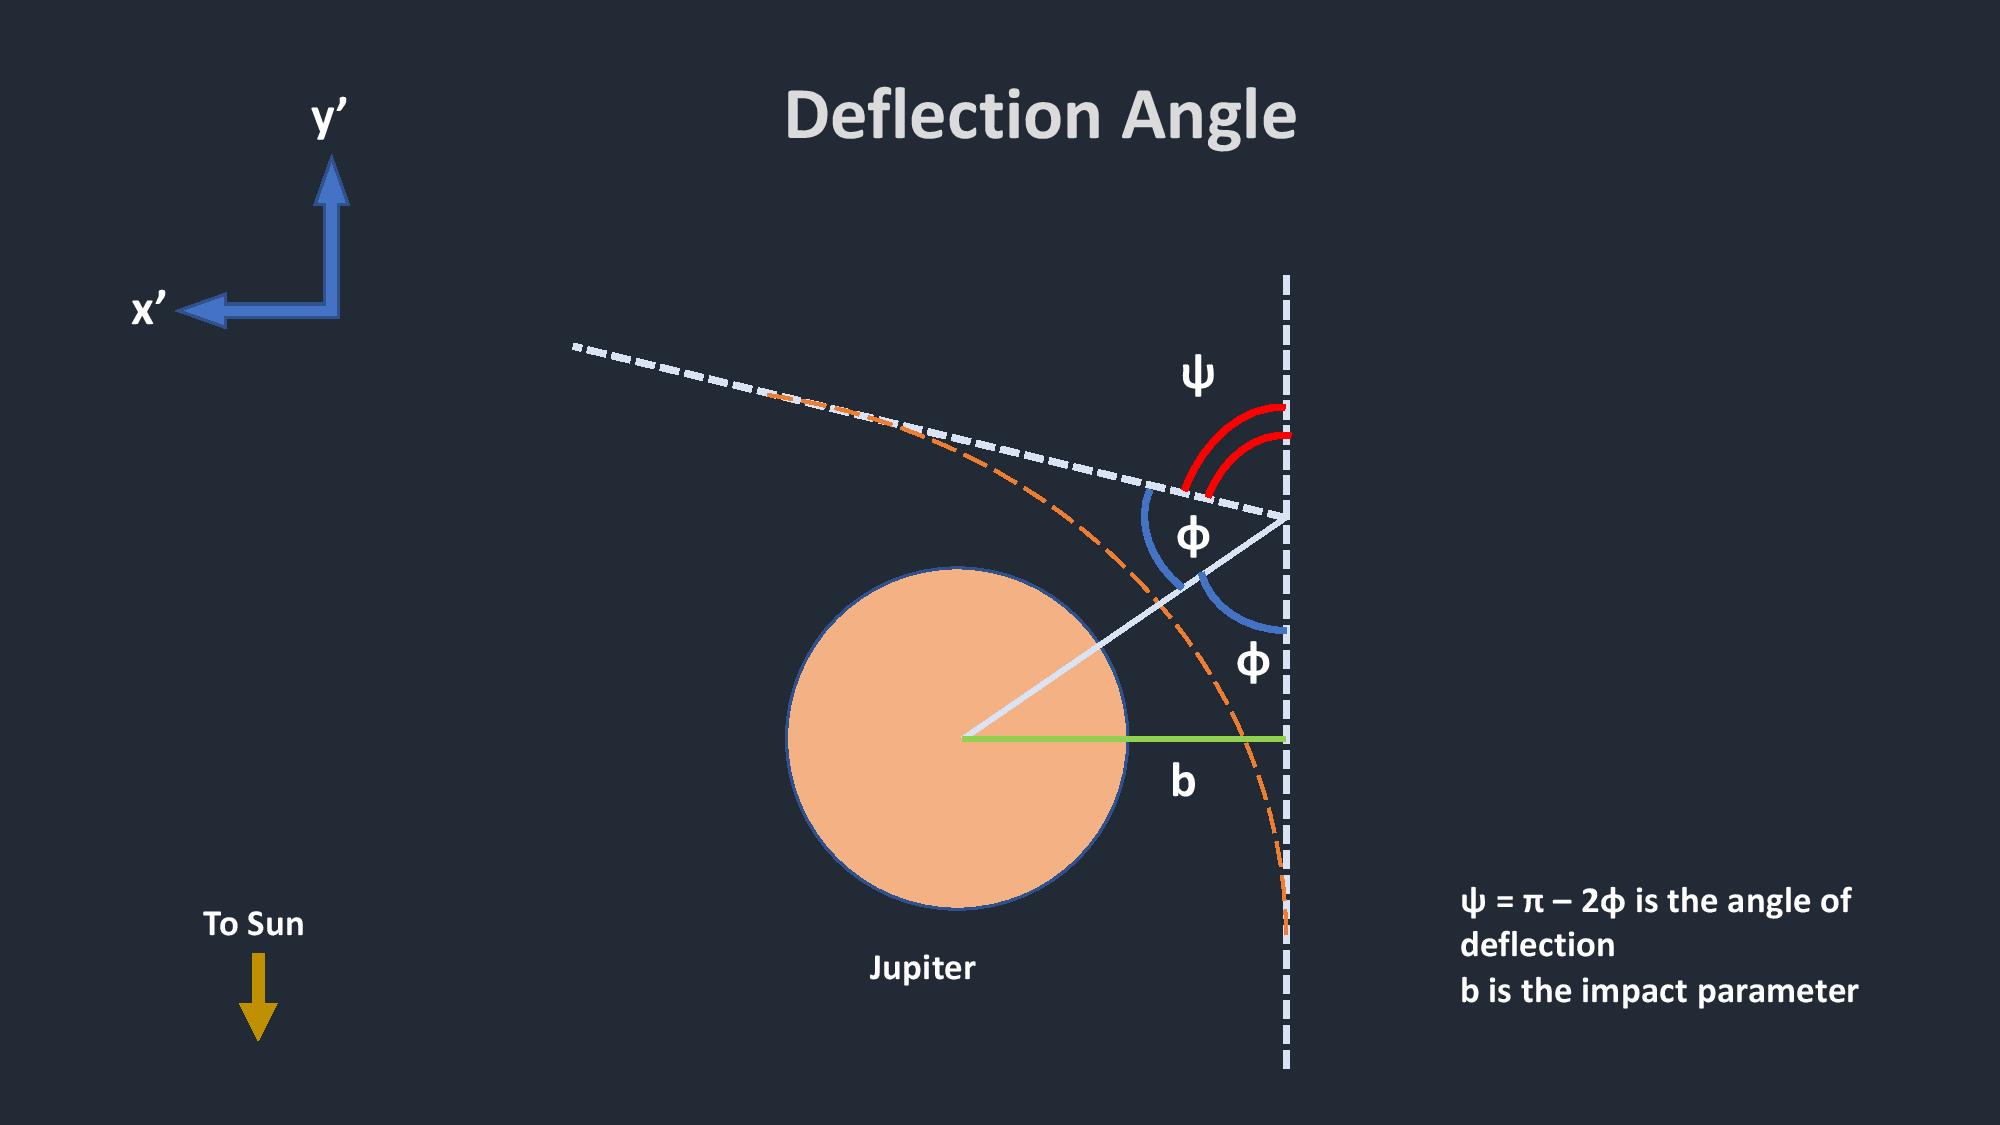 Deflection Angle
y’
x’
ψ
ϕ
ϕ
b
To Sun
Jupiter
ψ = π – 2ϕ is the angle of
deflection
b is the impact parameter